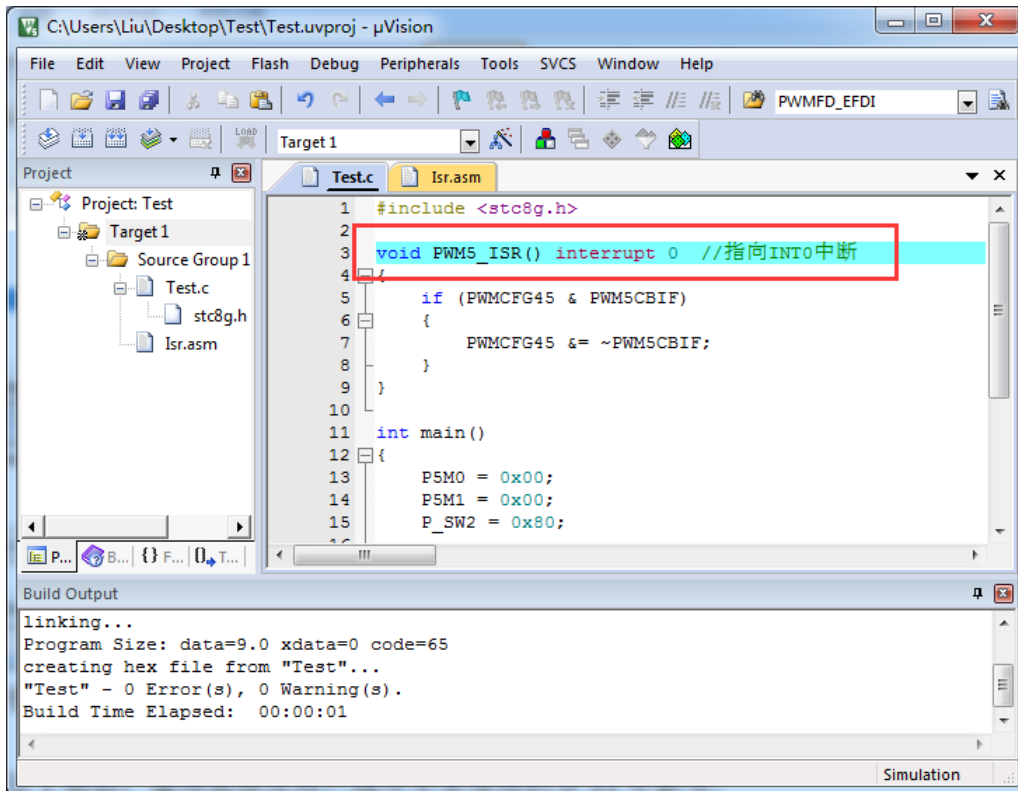 C:\Users\Liu\Desktop\Test\Test.uvproj - µVision
File Edit View Project Flash Debug Peripherals Tools SVCS Window Help
PWMFD_EFDI
LOAD Target 1
Project
Test.c Isr.asm
Project: Test
Target 1
Source Group 1
Test.c
stc8g.h
Isr.asm
1 #include <stc8g.h>
2
3 void PWM5_ISR() interrupt 0 //指向INT0中断
4 {
5 if (PWMCFG45 & PWM5CBIF)
6 {
7 PWMCFG45 &= ~PWM5CBIF;
8 }
9 }
10
11 int main()
12 {
13 P5M0 = 0x00;
14 P5M1 = 0x00;
15 P_SW2 = 0x80;
P... B... {} F... T...
Build Output
linking...
Program Size: data=9.0 xdata=0 code=65
creating hex file from "Test"...
"Test" - 0 Error(s), 0 Warning(s).
Build Time Elapsed: 00:00:01
Simulation